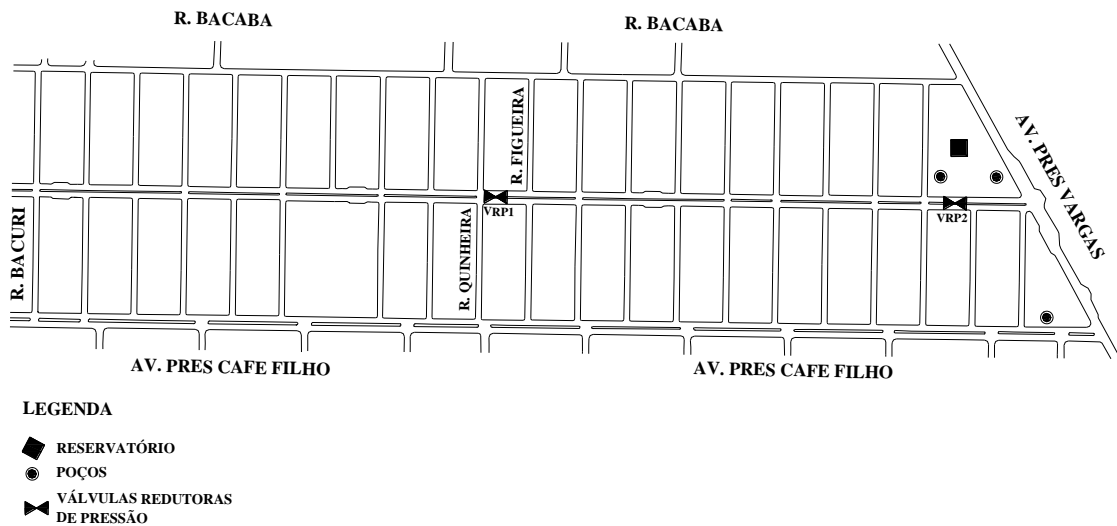 R. BACABA
R. BACABA
R. FIGUEIRA
AV. PRES VARGAS
VRP1
VRP2
R. BACURI
R. QUINHEIRA
AV. PRES CAFE FILHO
AV. PRES CAFE FILHO
LEGENDA
RESERVATÓRIO
POÇOS
VÁLVULAS REDUTORAS
DE PRESSÃO